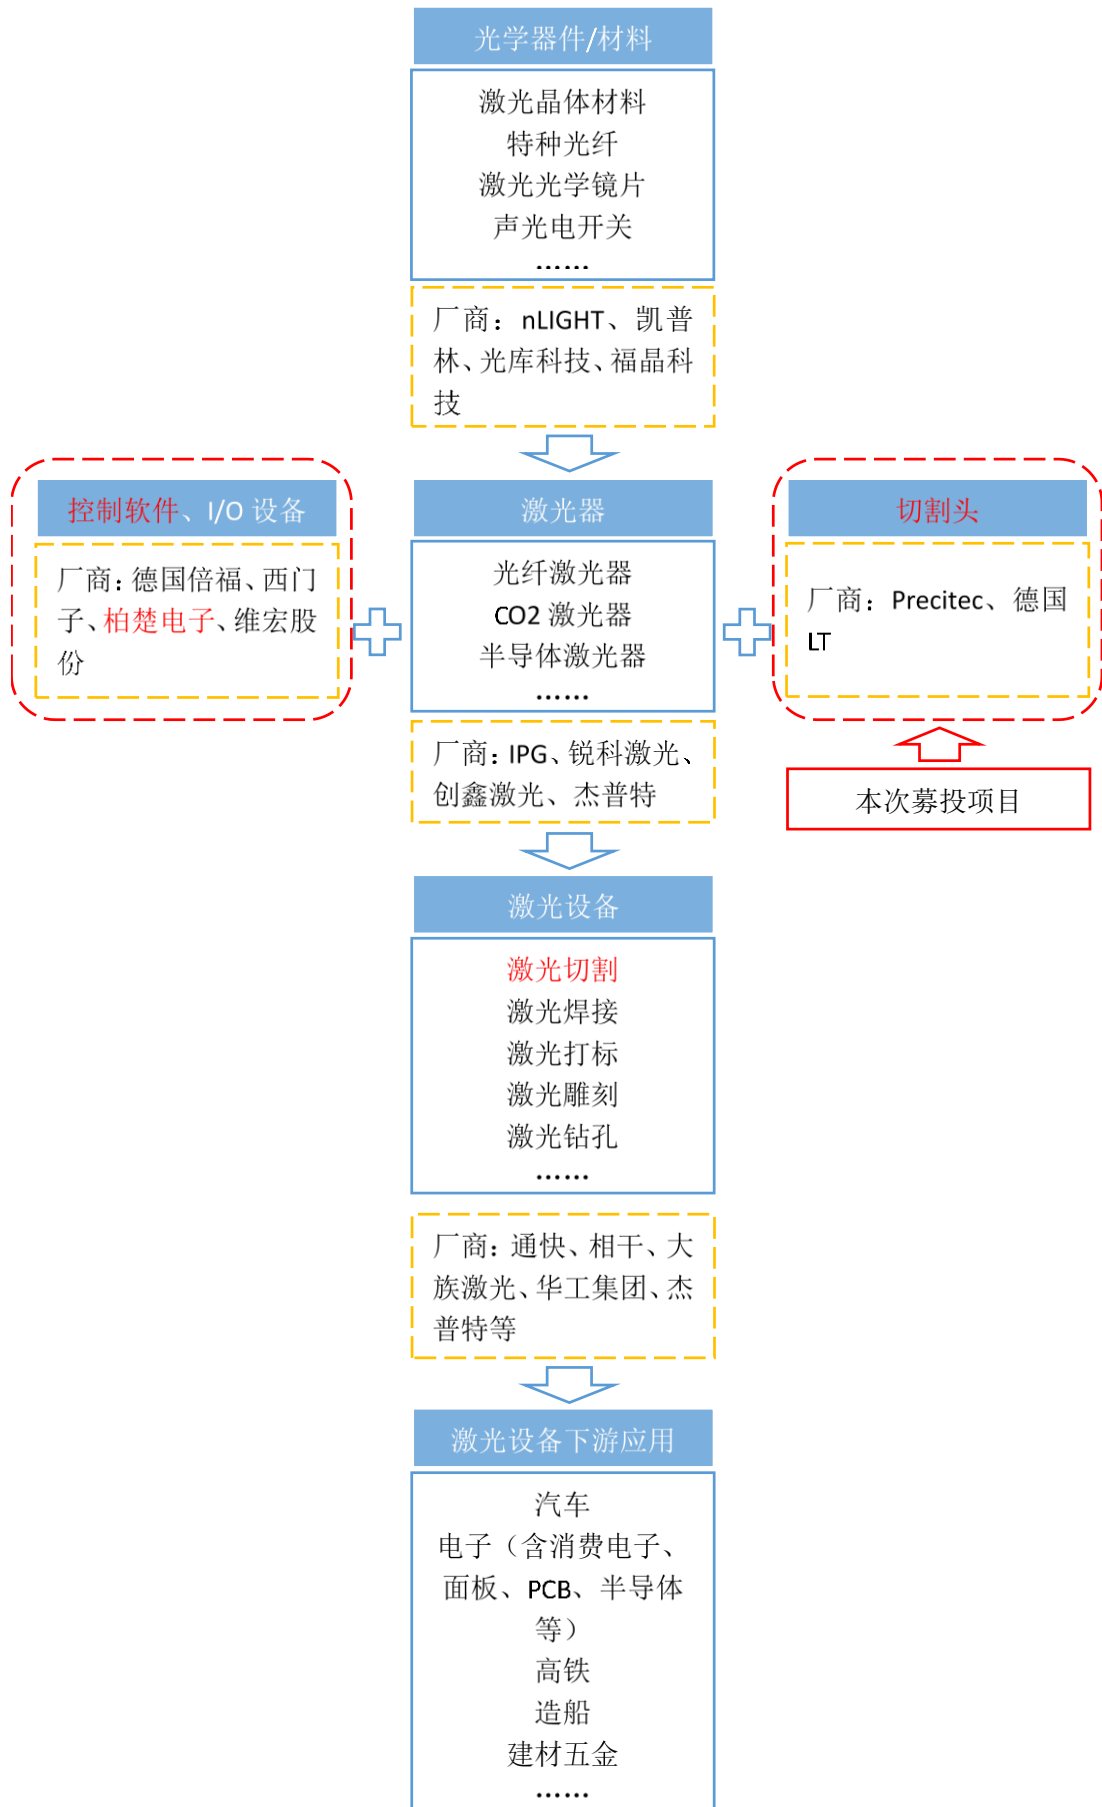 光学器件/材料
激光晶体材料
特种光纤
激光光学镜片
声光电开关
……
厂商：nLIGHT、凯普
林、光库科技、福晶科
技
控制软件、I/O 设备
厂商：德国倍福、西门
子、柏楚电子、维宏股
份
激光器
光纤激光器
CO2 激光器
半导体激光器
……
厂商：IPG、锐科激光、
创鑫激光、杰普特
切割头
厂商：Precitec、德国
LT
本次募投项目
激光设备
激光切割
激光焊接
激光打标
激光雕刻
激光钻孔
……
厂商：通快、相干、大
族激光、华工集团、杰
普特等
激光设备下游应用
汽车
电子（含消费电子、
面板、PCB、半导体
等）
高铁
造船
建材五金
……